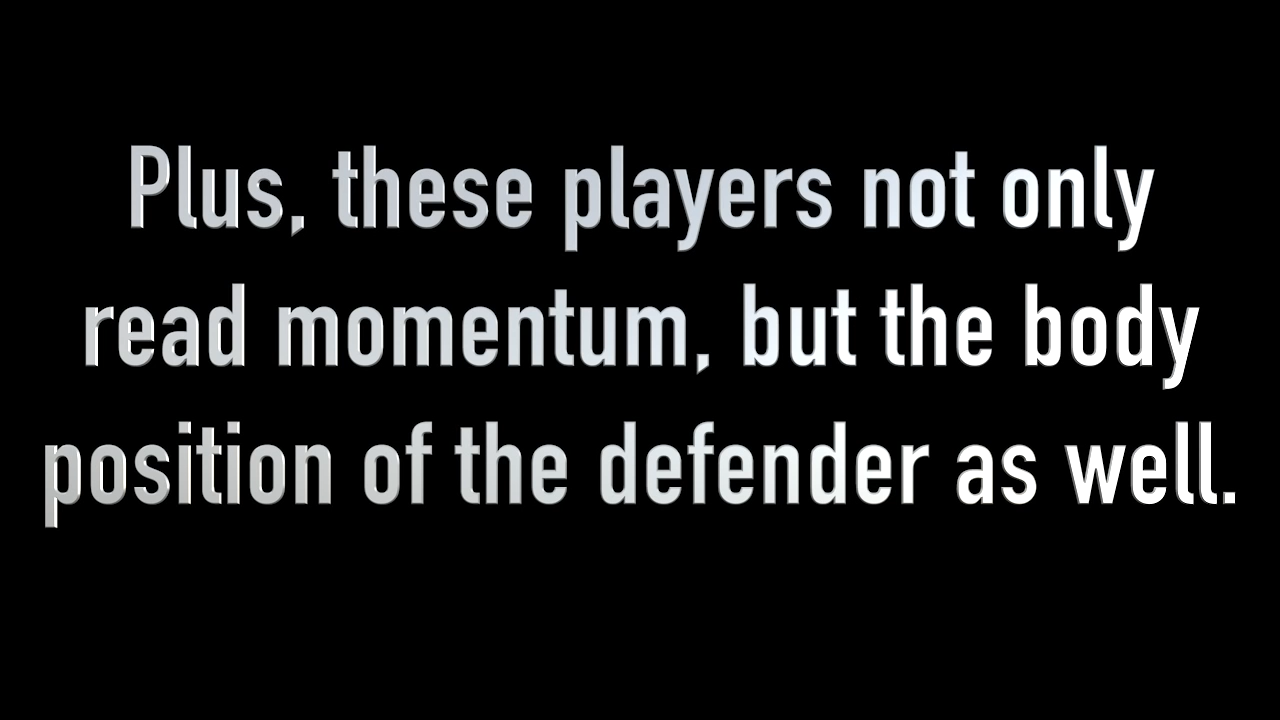 Plus, these players not only
read momentum, but the body
position of the defender as well.